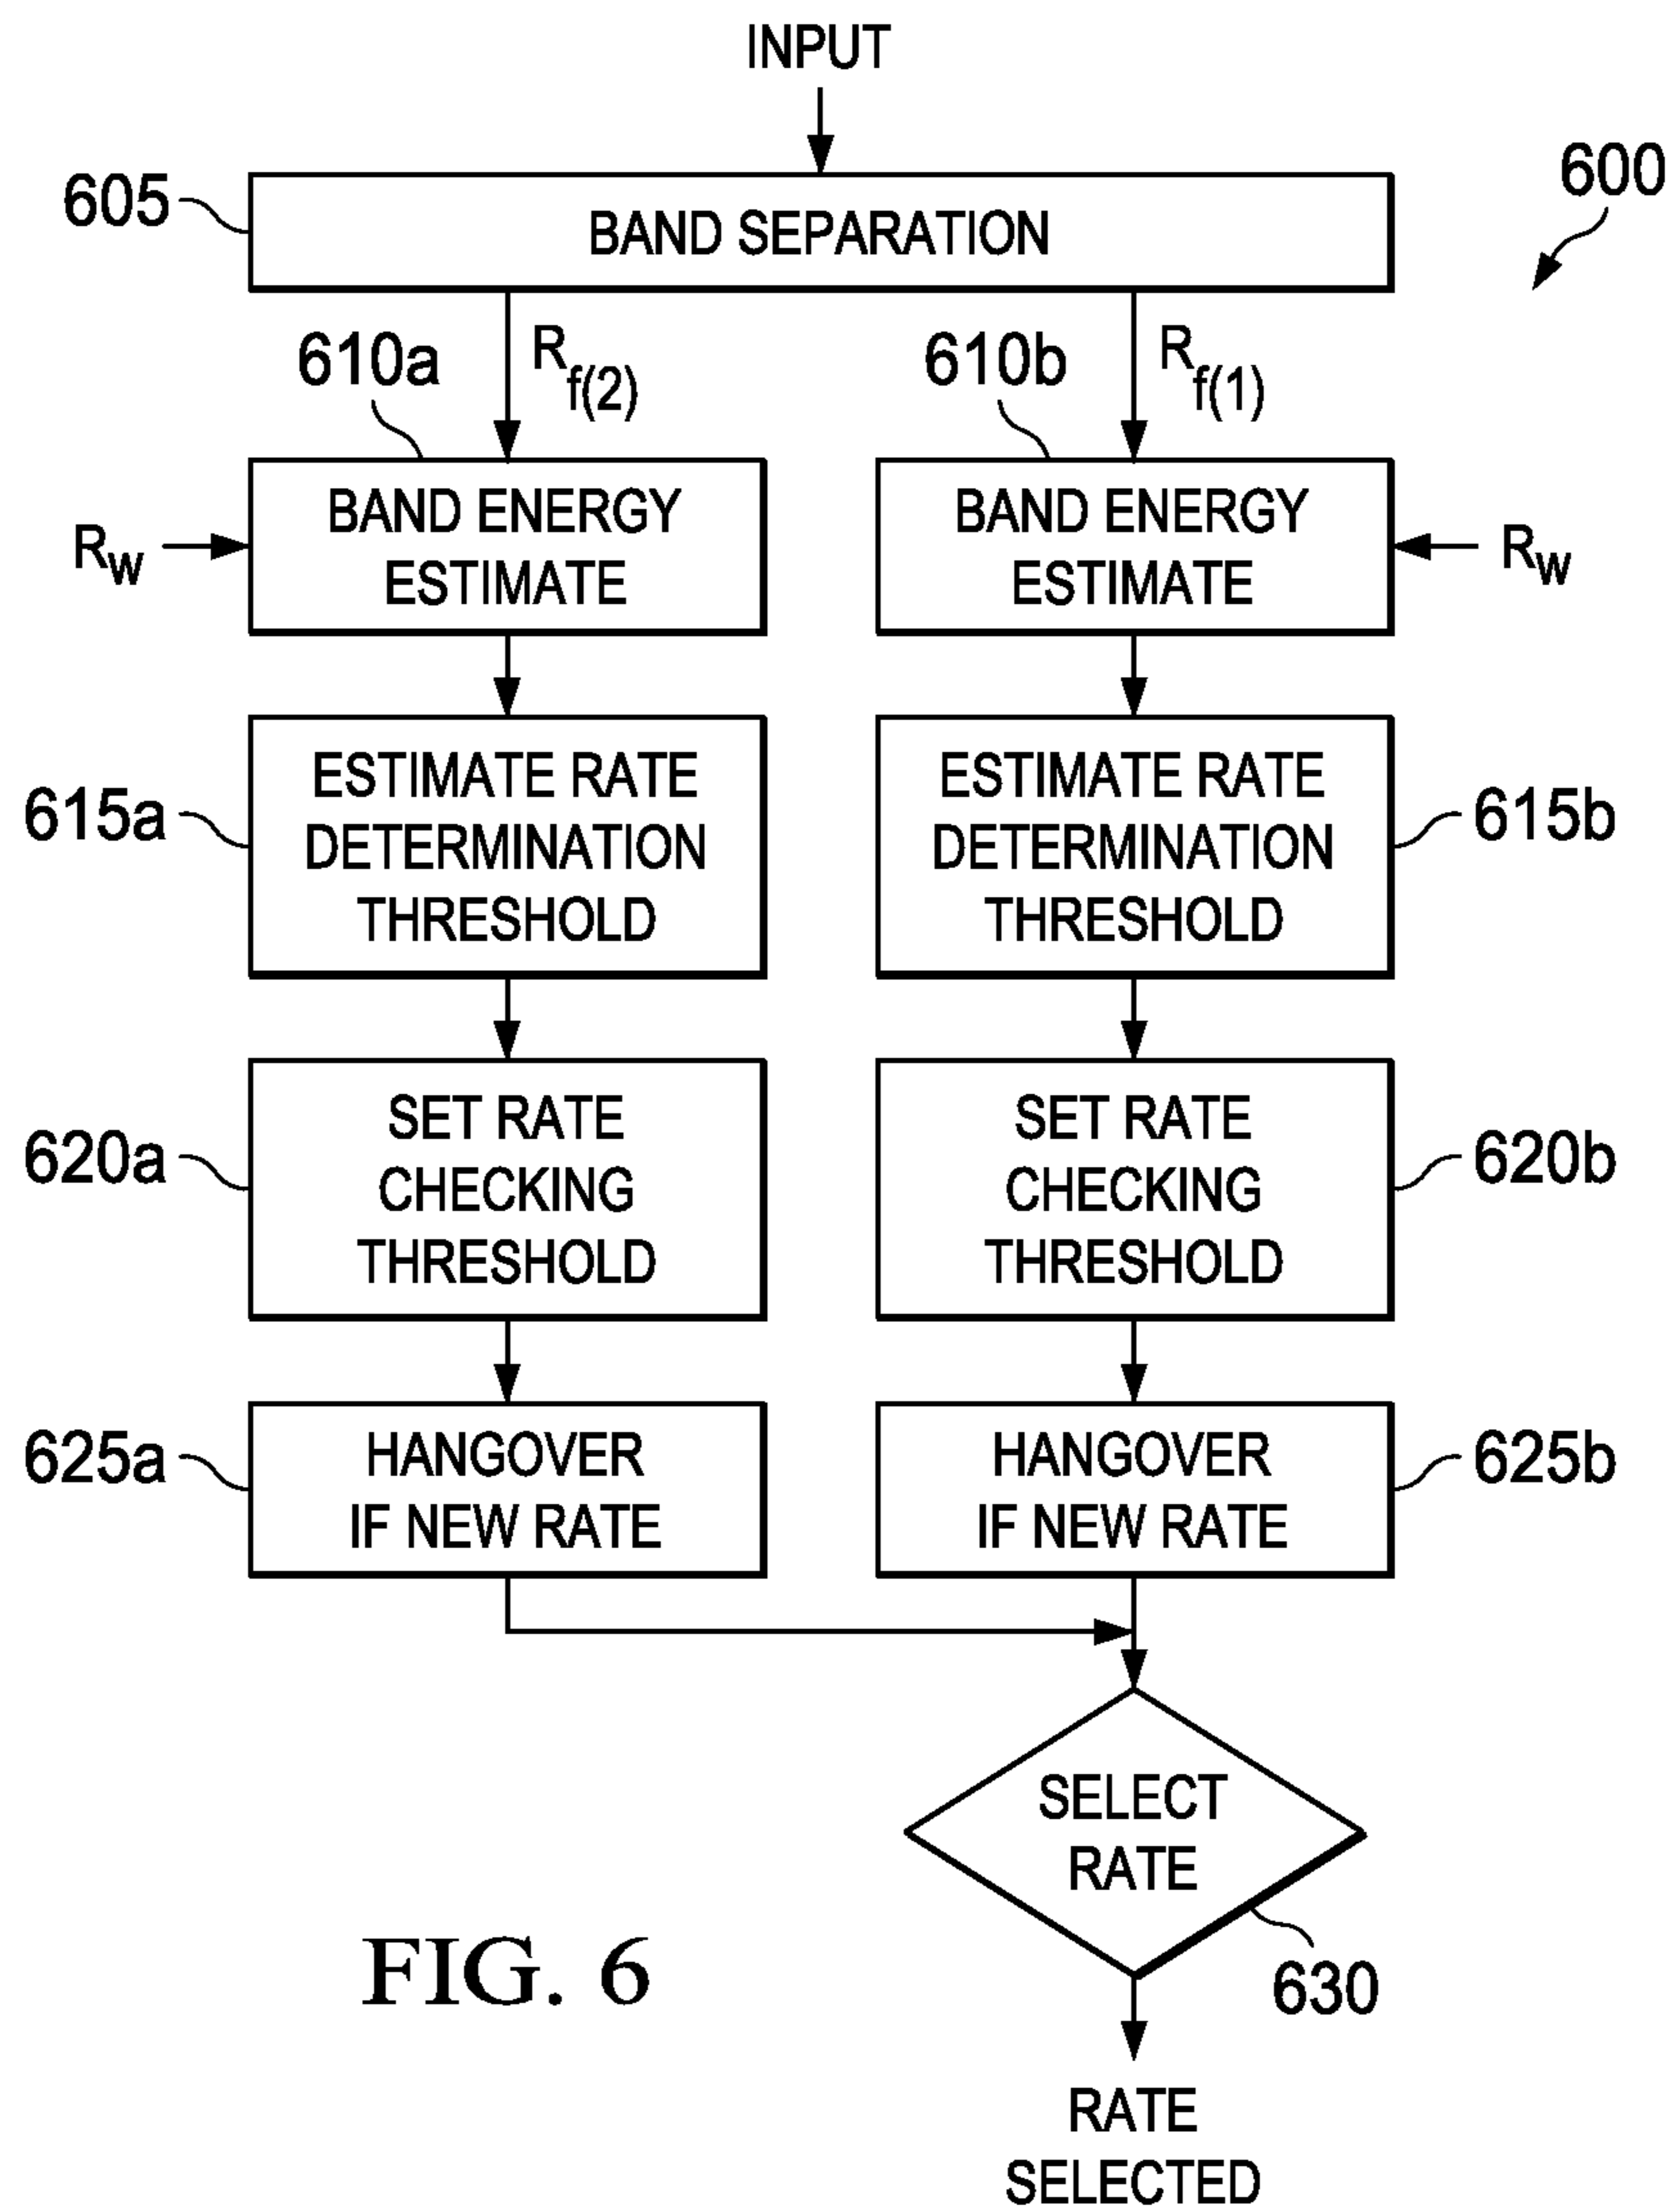 INPUT
605
BAND SEPARATION
600
610a
R f(2)
610b
R f(1)
RW
BAND ENERGY
ESTIMATE
BAND ENERGY
ESTIMATE
RW
615a
ESTIMATE RATE
DETERMINATION
THRESHOLD
ESTIMATE RATE
DETERMINATION
THRESHOLD
615b
620a
SET RATE
CHECKING
THRESHOLD
SET RATE
CHECKING
THRESHOLD
620b
625a
HANGOVER
IF NEW RATE
HANGOVER
IF NEW RATE
625b
SELECT
RATE
630
FIG. 6
RATE
SELECTED